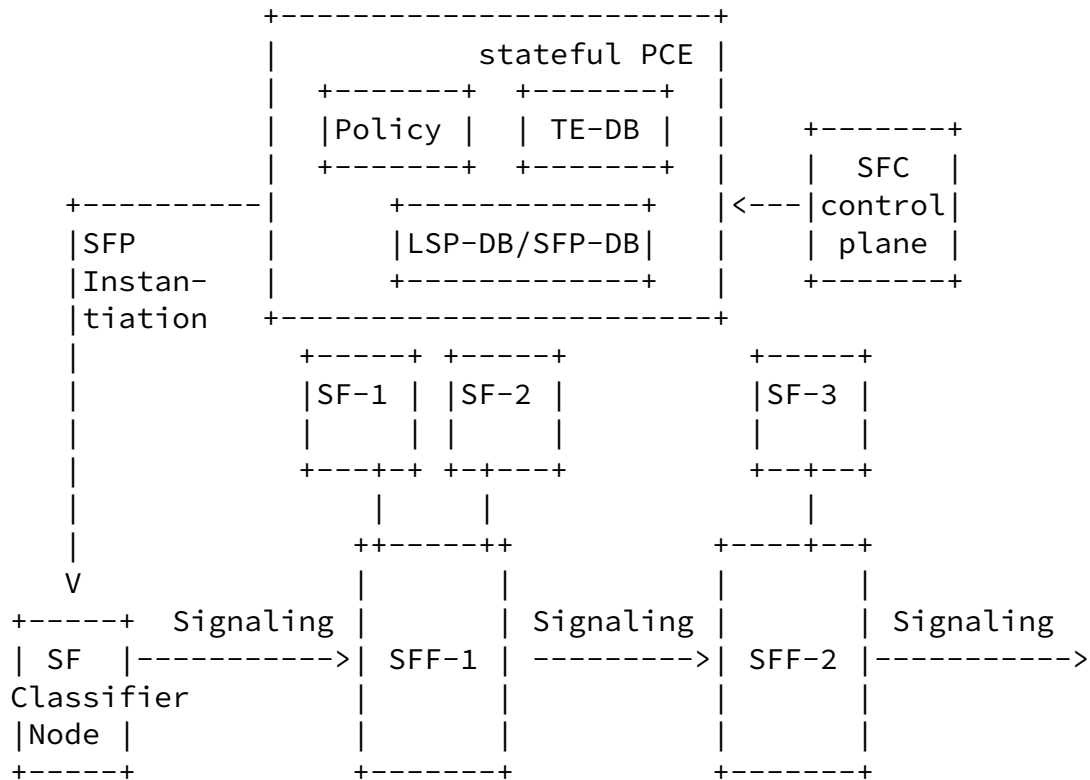 stateful PCE
Policy TE-DB
SFC
control
plane
LSP-DB/SFP-DB
SFP
Instan-
tiation
SF-1 SF-2 SF-3
Signaling Signaling Signaling
SF SFF-1 SFF-2
Classifier
Node